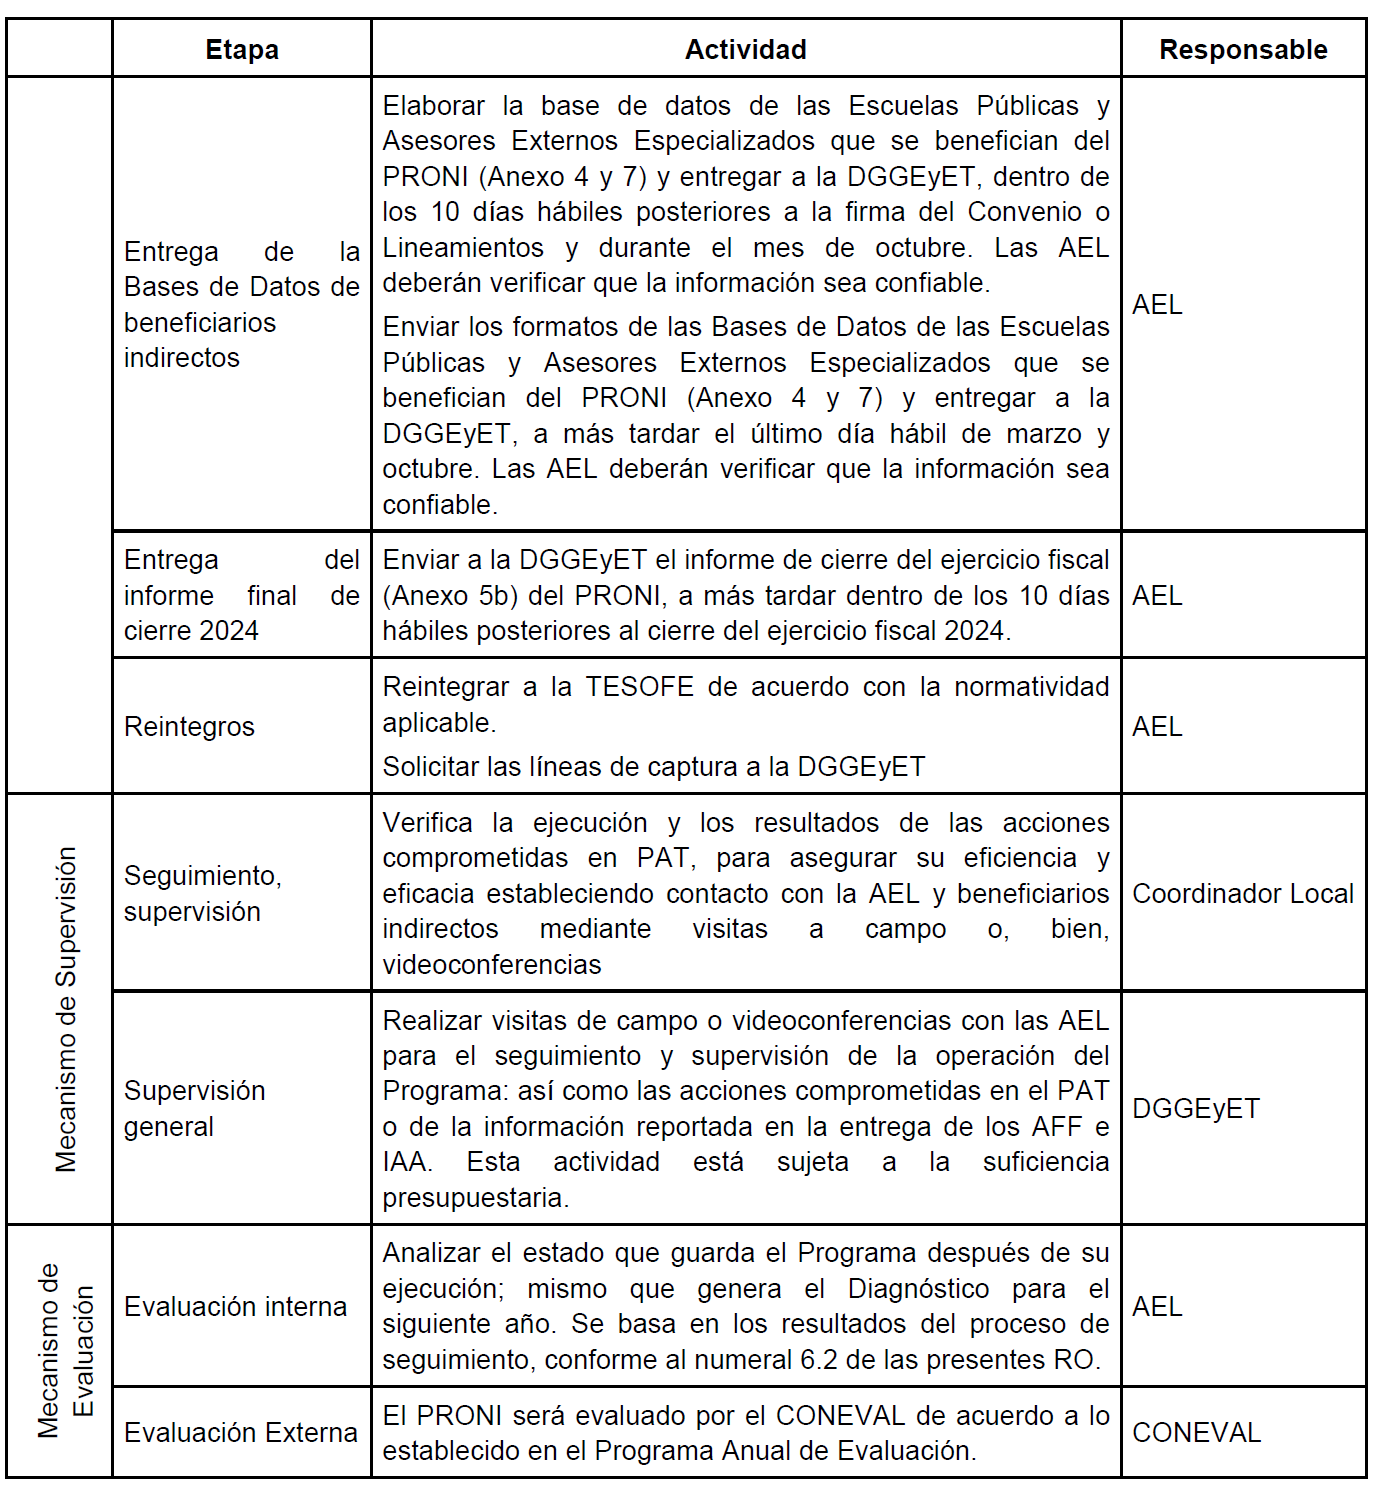 Etapa
Actividad
Responsable
Entrega de la
Bases de Datos de
beneficiarios
indirectos
Elaborar la base de datos de las Escuelas Públicas y
Asesores Externos Especializados que se benefician del
PRONI (Anexo 4 y 7) y entregar a la DGGEyET, dentro de
los 10 días hábiles posteriores a la firma del Convenio o
Lineamientos y durante el mes de octubre. Las AEL
deberán verificar que la información sea confiable.
Enviar los formatos de las Bases de Datos de las Escuelas
Públicas y Asesores Externos Especializados que se
benefician del PRONI (Anexo 4 y 7) y entregar a la
DGGEyET, a más tardar el último día hábil de marzo y
octubre. Las AEL deberán verificar que la información sea
confiable.
AEL
Entrega del
informe final de
cierre 2024
Enviar a la DGGEyET el informe de cierre del ejercicio fiscal
(Anexo 5b) del PRONI, a más tardar dentro de los 10 días
hábiles posteriores al cierre del ejercicio fiscal 2024.
AEL
Reintegros
Reintegrar a la TESOFE de acuerdo con la normatividad
aplicable.
Solicitar las líneas de captura a la DGGEyET
AEL
Mecanismo de Supervisión
Seguimiento,
supervisión
Verifica la ejecución y los resultados de las acciones
comprometidas en PAT, para asegurar su eficiencia y
eficacia estableciendo contacto con la AEL y beneficiarios
indirectos mediante visitas a campo o, bien,
videoconferencias
Coordinador Local
Supervisión
general
Realizar visitas de campo o videoconferencias con las AEL
para el seguimiento y supervisión de la operación del
Programa: así como las acciones comprometidas en el PAT
o de la información reportada en la entrega de los AFF e
IAA. Esta actividad está sujeta a la suficiencia
presupuestaria.
DGGEyET
Mecanismo de
Evaluación
Evaluación interna
Analizar el estado que guarda el Programa después de su
ejecución; mismo que genera el Diagnóstico para el
siguiente año. Se basa en los resultados del proceso de
seguimiento, conforme al numeral 6.2 de las presentes RO.
AEL
Evaluación Externa
El PRONI será evaluado por el CONEVAL de acuerdo a lo
establecido en el Programa Anual de Evaluación.
CONEVAL